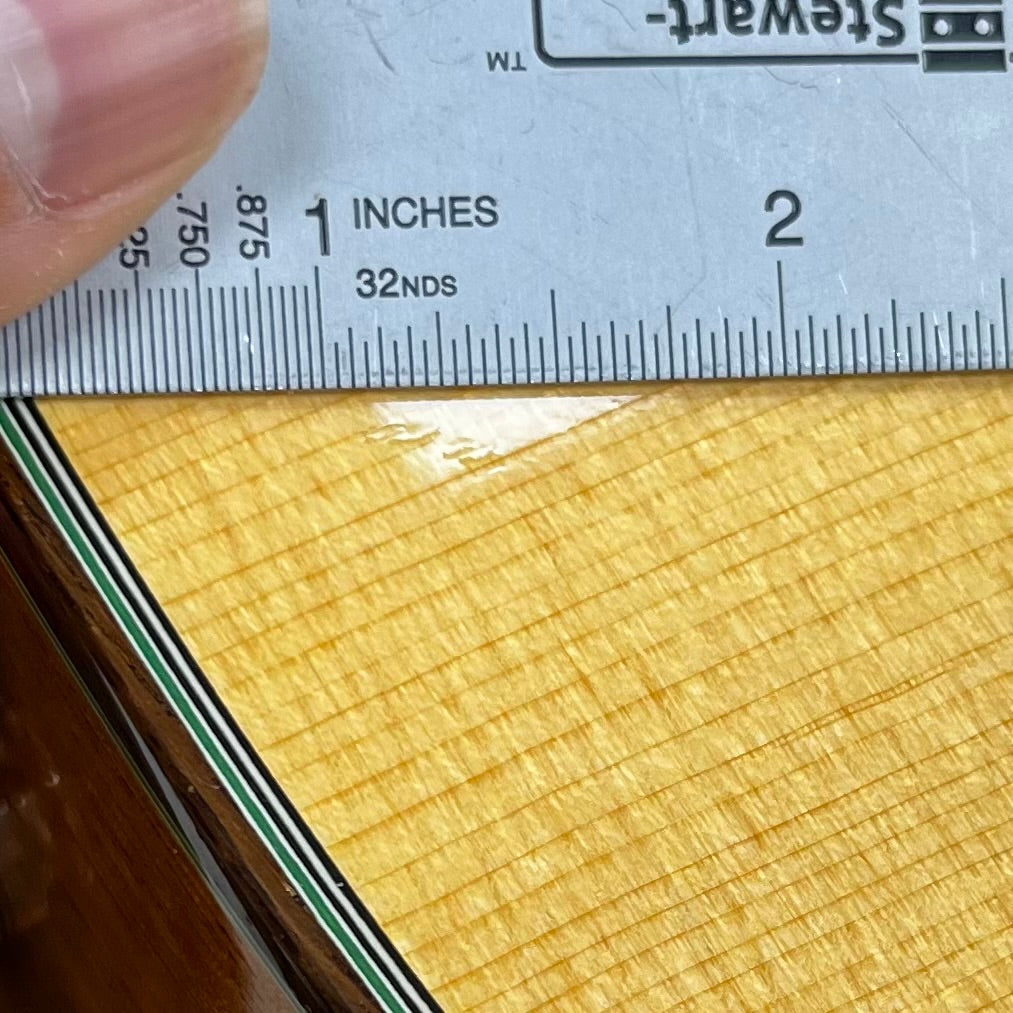 Stewart-
TM
.750
.875
1 INCHES
2
32NDS